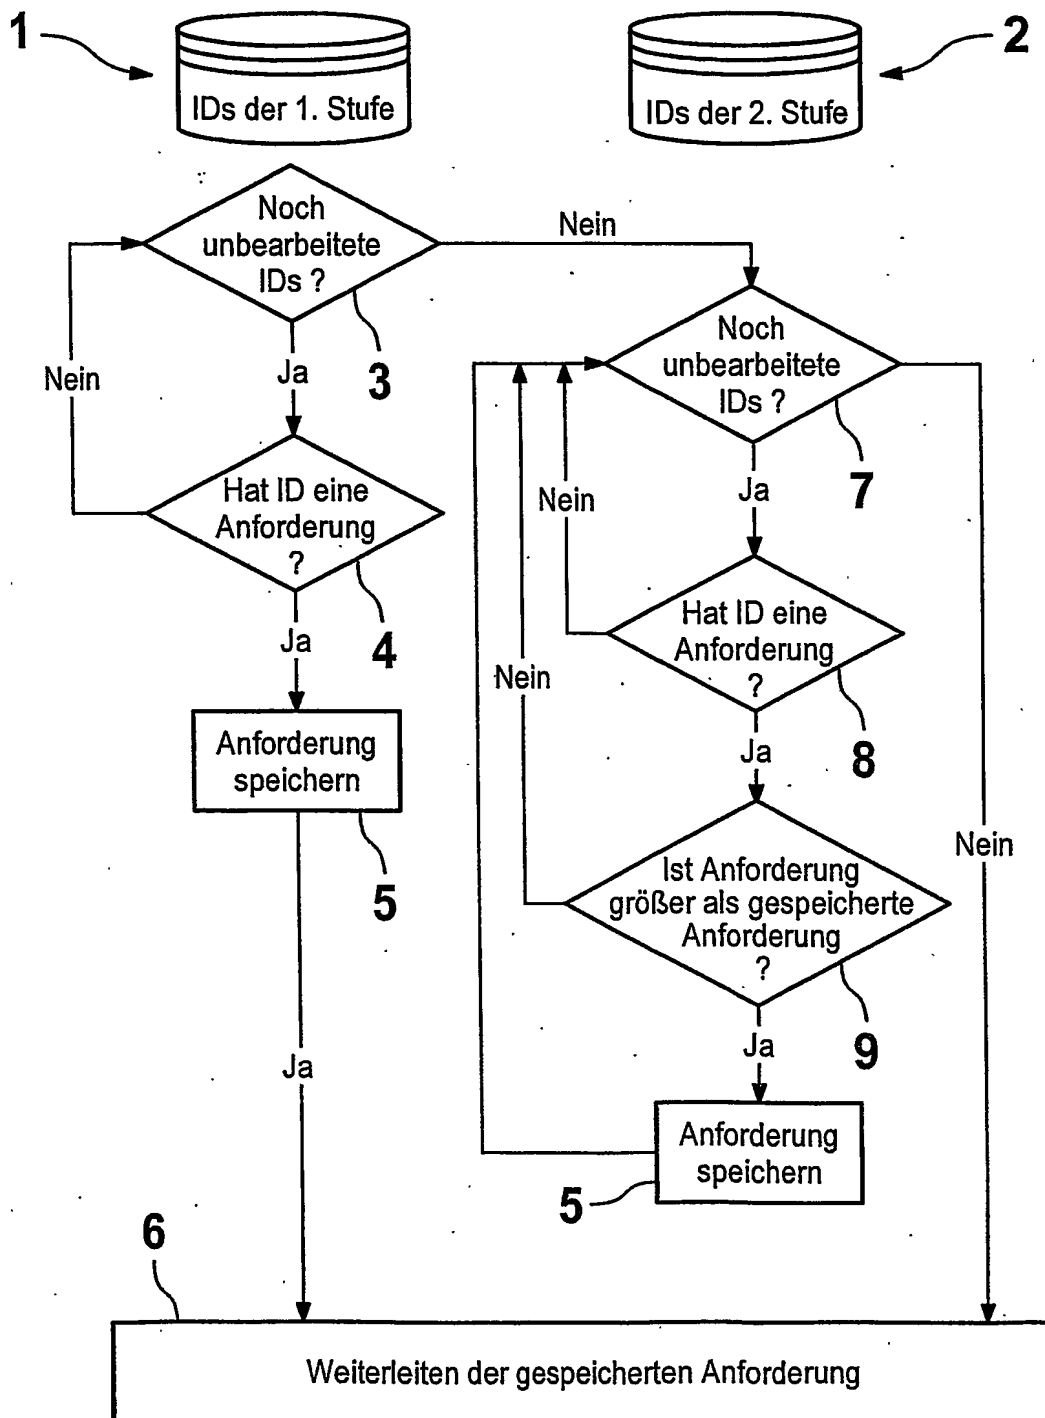 1
IDs der 1. Stufe
2
IDs der 2. Stufe
Noch
unbearbeitete
IDs ?
3
Nein
Nein
Ja
Hat ID eine
Anforderung
?
4
Ja
Anforderung
speichern
5
Ja
Noch
unbearbeitete
IDs ?
7
Nein
Ja
Hat ID eine
Anforderung
?
8
Nein
Ja
Ist Anforderung
größer als gespeicherte
Anforderung
?
9
Nein
Ja
Anforderung
speichern
5
6
Weiterleiten der gespeicherten Anforderung